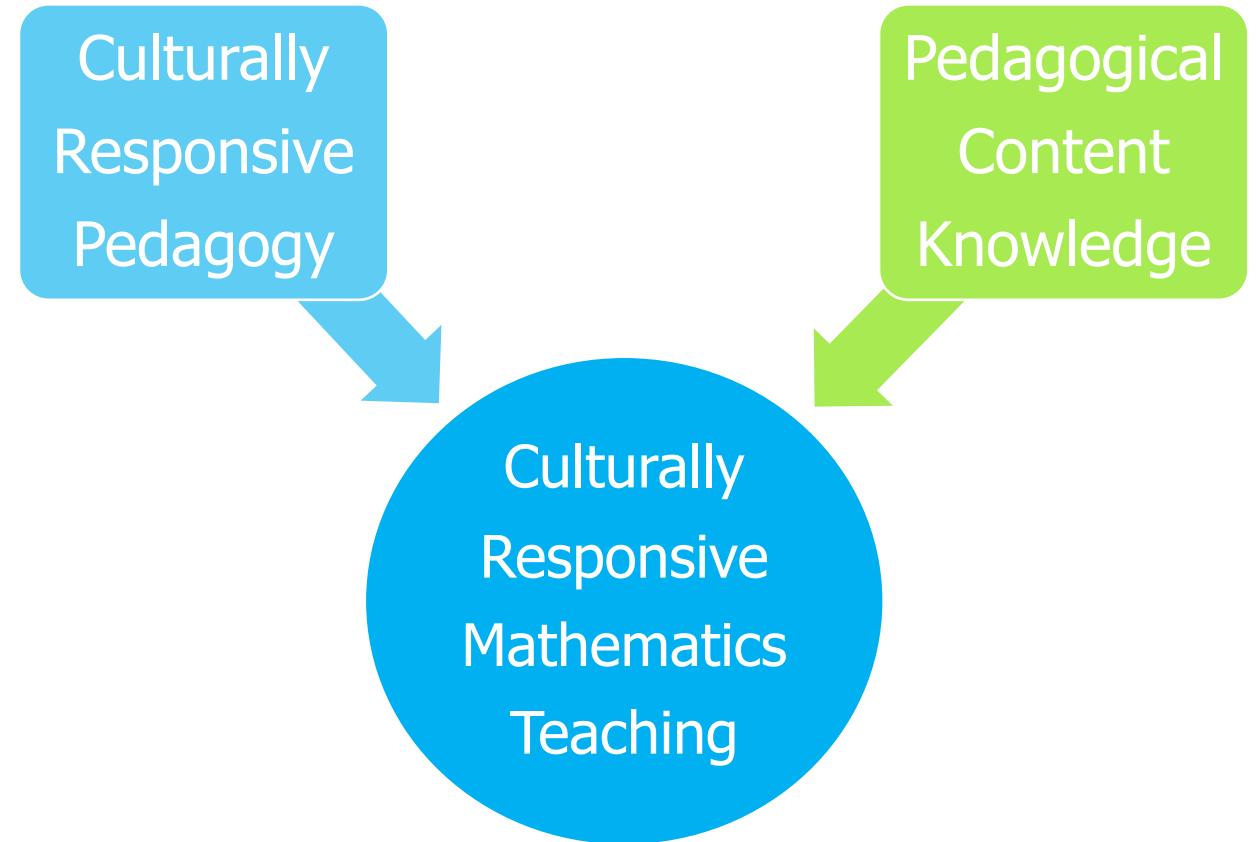 Culturally
Responsive
Pedagogy
Pedagogical
Content
Knowledge
Culturally
Responsive
Mathematics
Teaching